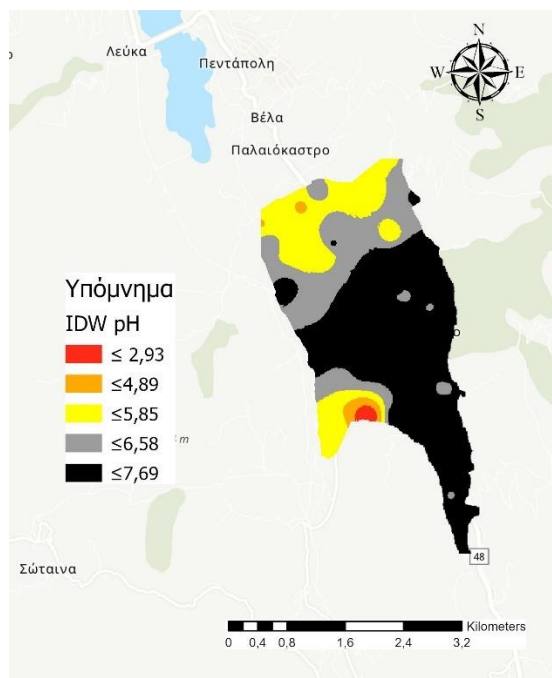 Λεύκα
Πεντάπολη
Βέλα
Παλαιόκαστρο
N
W E
S
Υπόμνημα
IDW pH
≤ 2,93
≤4,89
≤5,85
≤6,58
≤7,69
Σώταινα
48
Kilometers
0 0,4 0,8 1,6 2,4 3,2